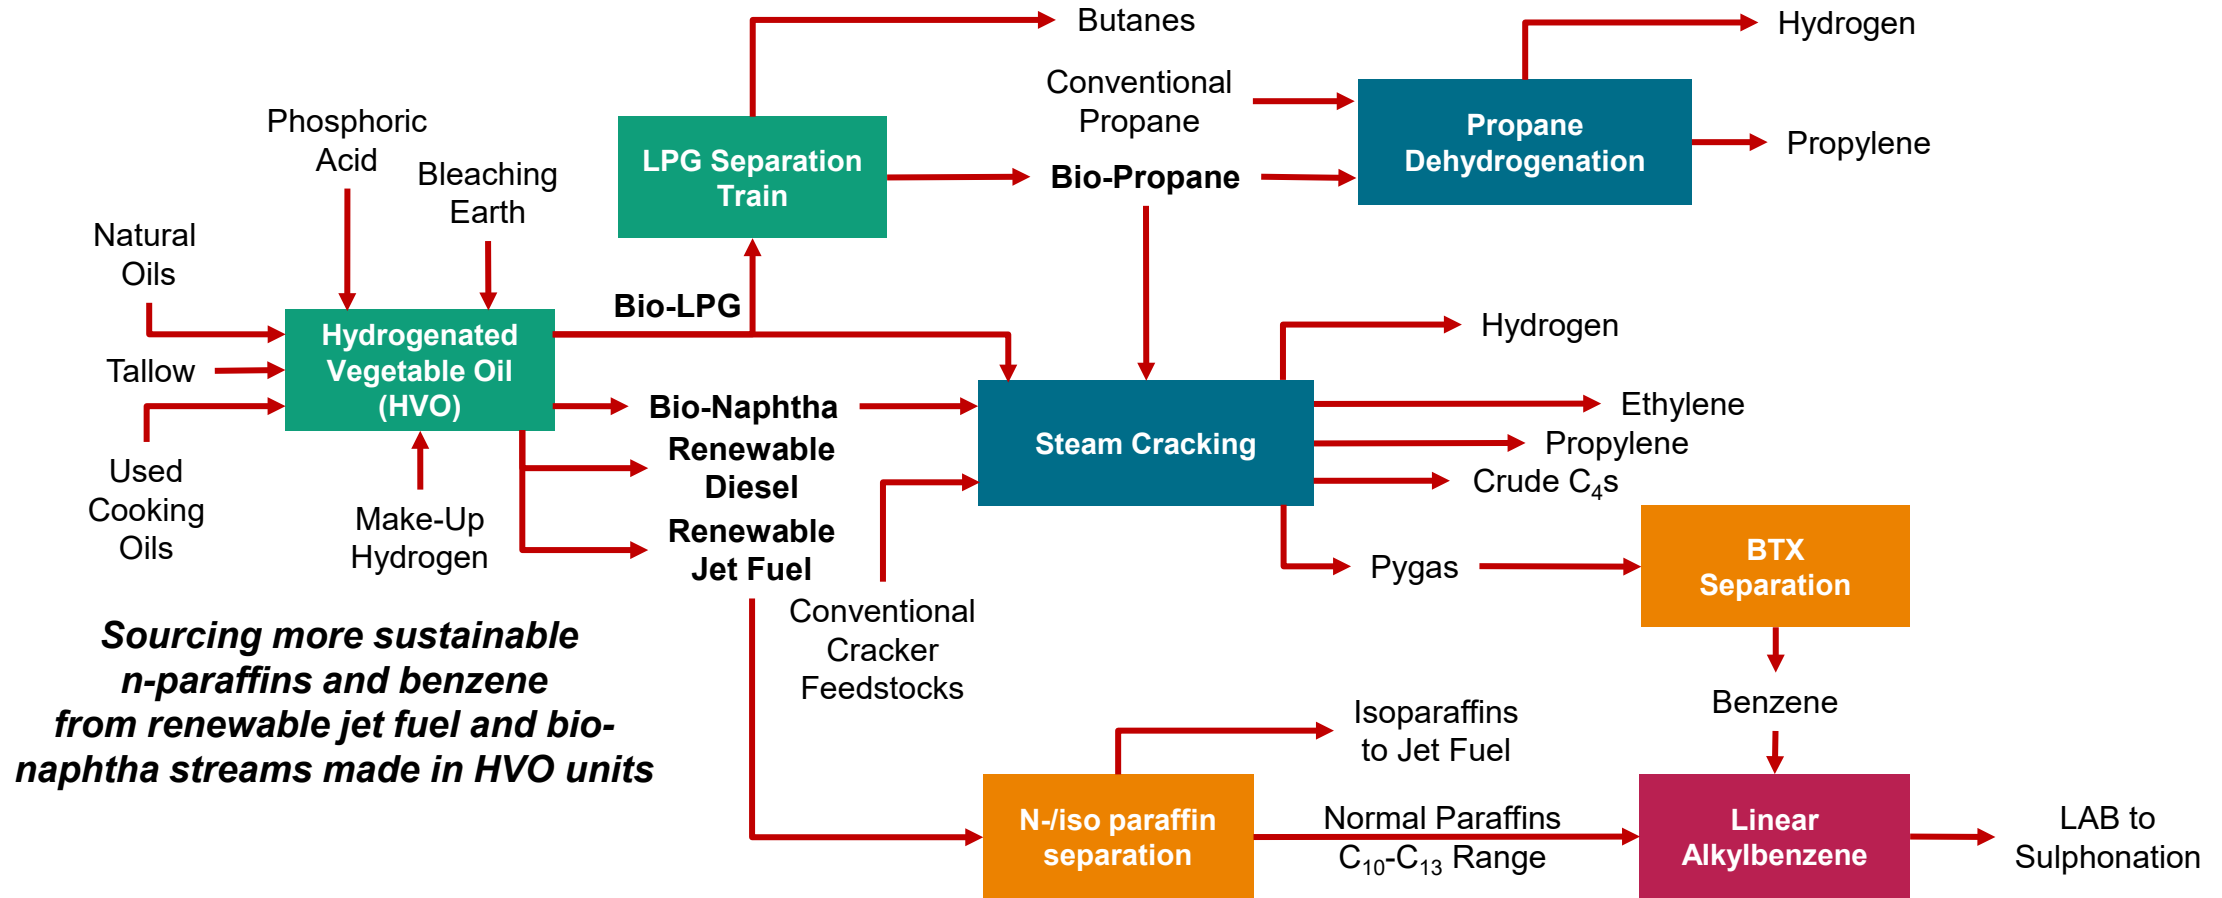 Butanes
Hydrogen
Conventional
Propane
Phosphoric
Acid
Bleaching
Earth
LPG Separation
Train
Bio-Propane
Propane
Dehydrogenation
Propylene
Natural
Oils
Bio-LPG
Hydrogenated
Vegetable Oil
(HVO)
Tallow
Used
Cooking
Oils
Make-Up
Hydrogen
Bio-Naphtha
Renewable
Diesel
Renewable
Jet Fuel
Conventional
Cracker
Feedstocks
Steam Cracking
Hydrogen
Ethylene
Propylene
Crude C₄s
Pygas
BTX
Separation
Benzene
Sourcing more sustainable
n-paraffins and benzene
from renewable jet fuel and bio-
naphtha streams made in HVO units
Isoparaffins
to Jet Fuel
N-/iso paraffin
separation
Normal Paraffins
C₁₀-C₁₃ Range
Linear
Alkylbenzene
LAB to
Sulphonation